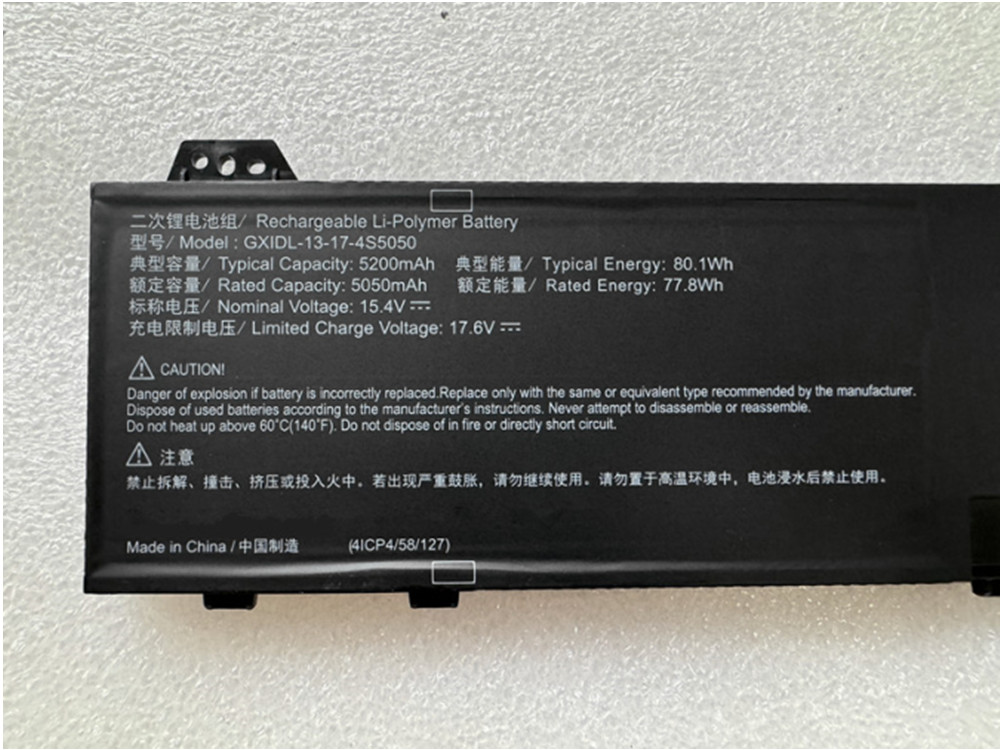 二次锂电池组/ Rechargeable Li-Polymer Battery
型号/ Model : GXIDL-13-17-4S5050
典型容量/ Typical Capacity: 5200mAh 典型能量/ Typical Energy: 80.1Wh
额定容量/ Rated Capacity: 5050mAh 额定能量/ Rated Energy: 77.8Wh
标称电压/ Nominal Voltage: 15.4V ⎓
充电限制电压/ Limited Charge Voltage: 17.6V ⎓
⚠ CAUTION!
Danger of explosion if battery is incorrectly replaced.Replace only with the same or equivalent type recommended by the manufacturer.
Dispose of used batteries according to the manufacturer's instructions. Never attempt to disassemble or reassemble.
Do not heat up above 60°C(140°F). Do not dispose of in fire or directly short circuit.
⚠ 注意
禁止拆解、撞击、挤压或投入火中。若出现严重鼓胀，请勿继续使用。请勿置于高温环境中，电池浸水后禁止使用。
Made in China / 中国制造 (4ICP4/58/127)